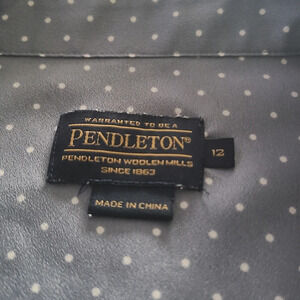 WARRANTED TO BE A
PENDLETON®
PENDLETON WOOLEN MILLS
SINCE 1863
12
MADE IN CHINA